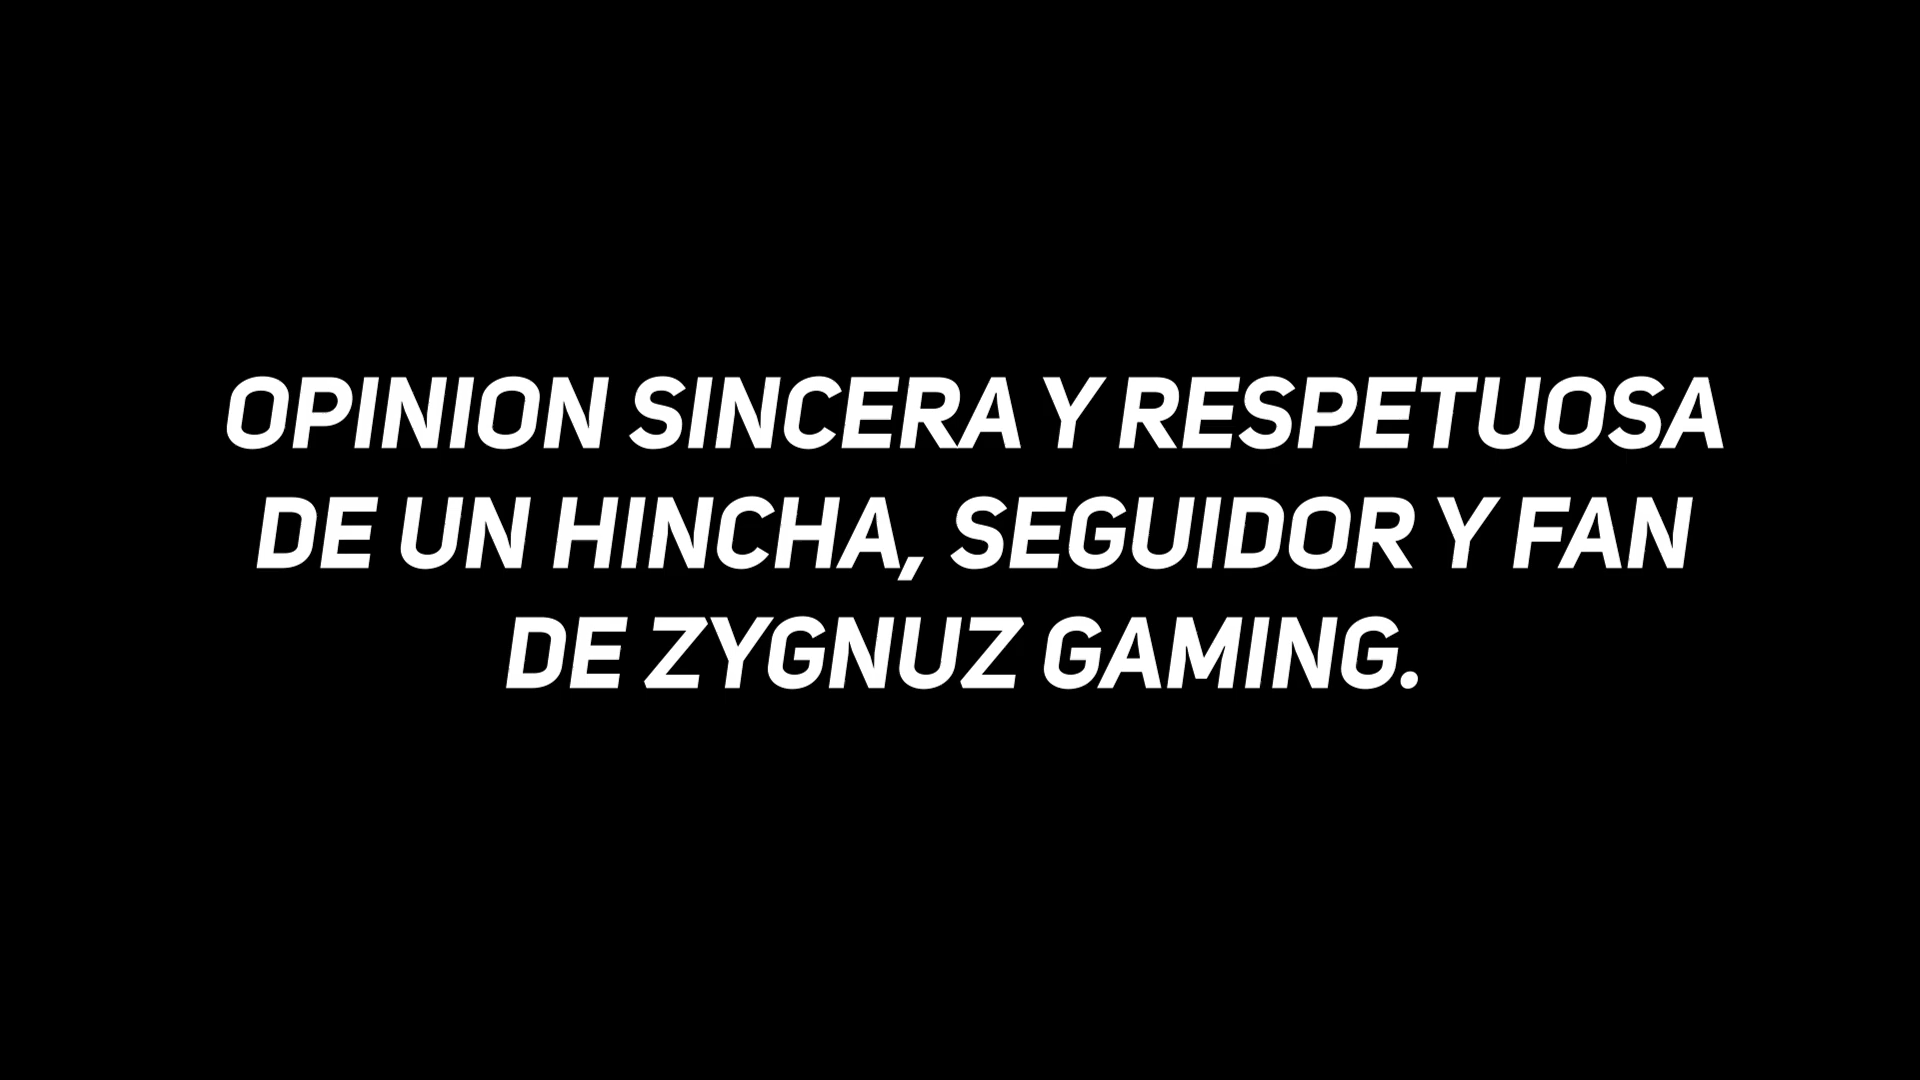 OPINION SINCERA Y RESPETUOSA
DE UN HINCHA, SEGUIDOR Y FAN
DE ZYGNUZ GAMING.